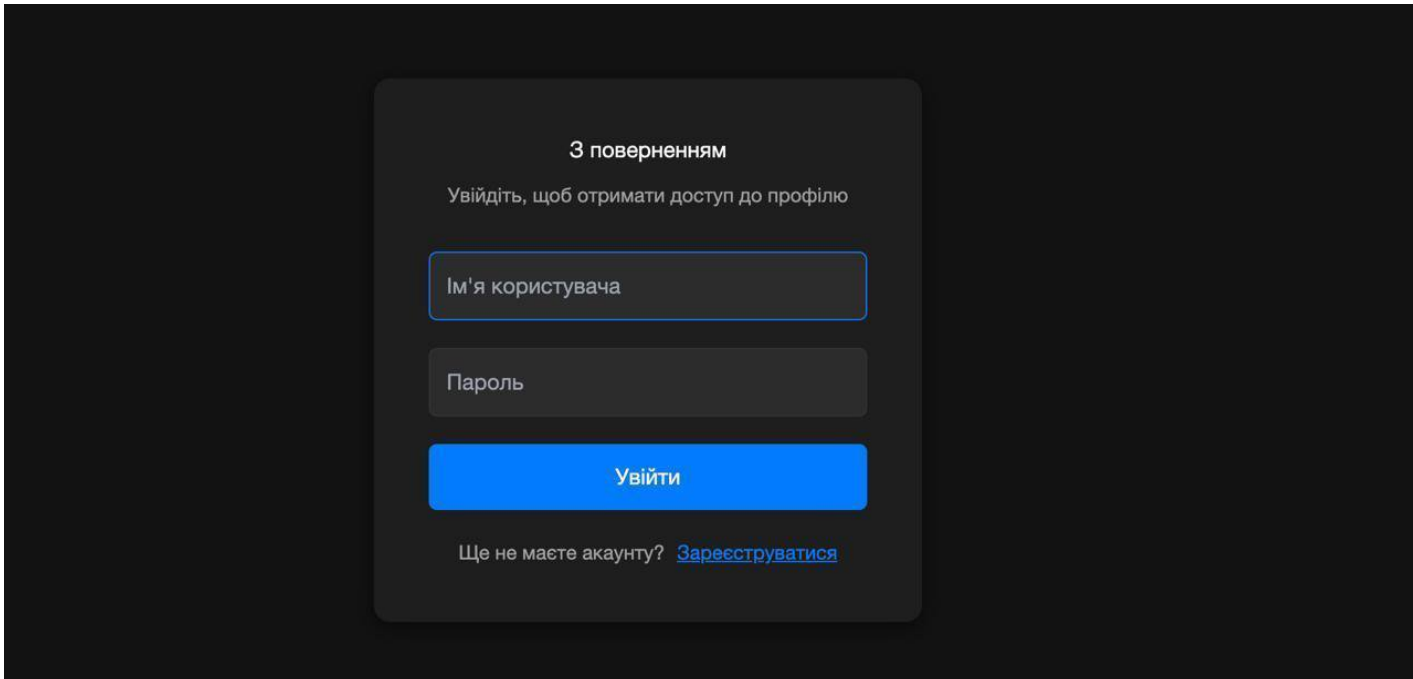 З поверненням
Увійдіть, щоб отримати доступ до профілю
Ім'я користувача
Пароль
Увійти
Ще не маєте акаунту? Зареєструватися